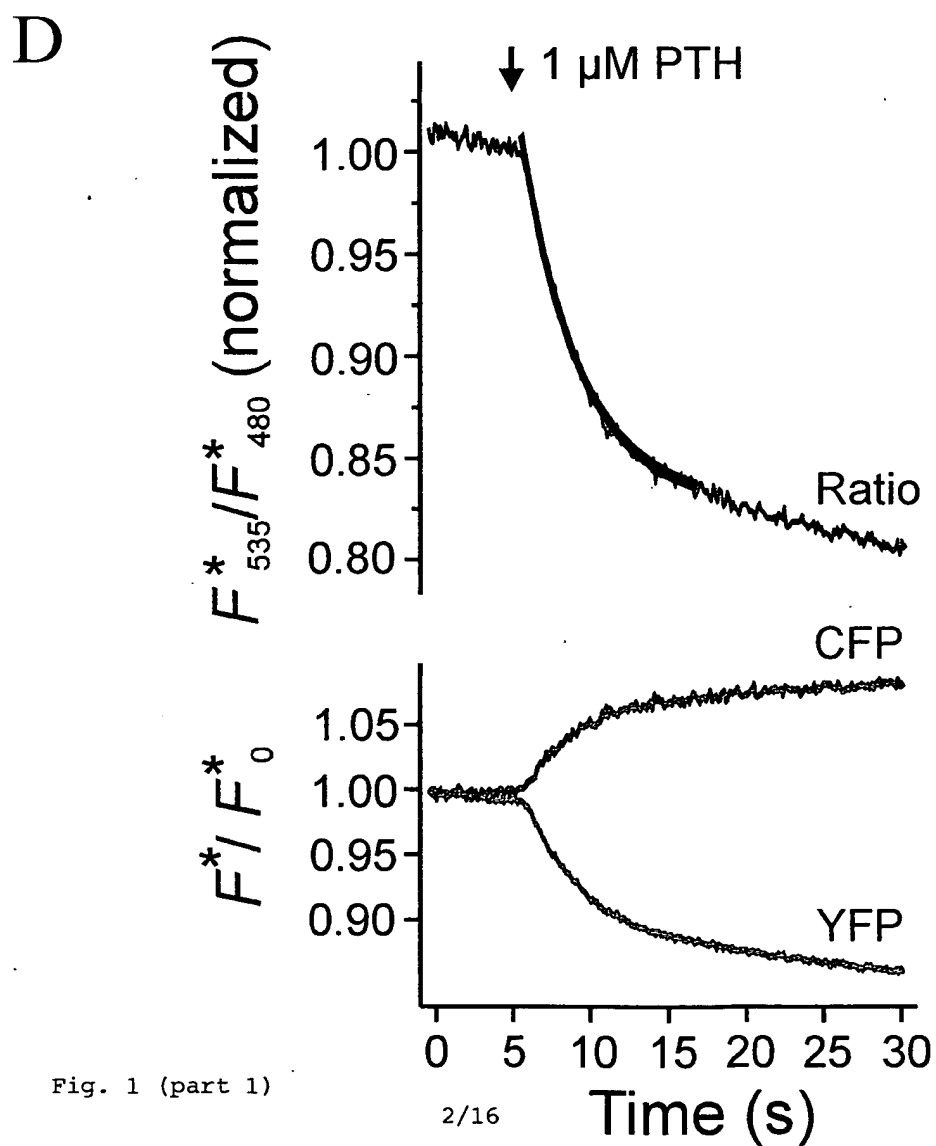 D
↓ 1 µM PTH
F*535/F*480 (normalized)
1.00
0.95
0.90
0.85
0.80
Ratio
F*/ F*0
1.05
1.00
0.95
0.90
CFP
YFP
0 5 10 15 20 25 30
Time (s)
Fig. 1 (part 1)
2/16